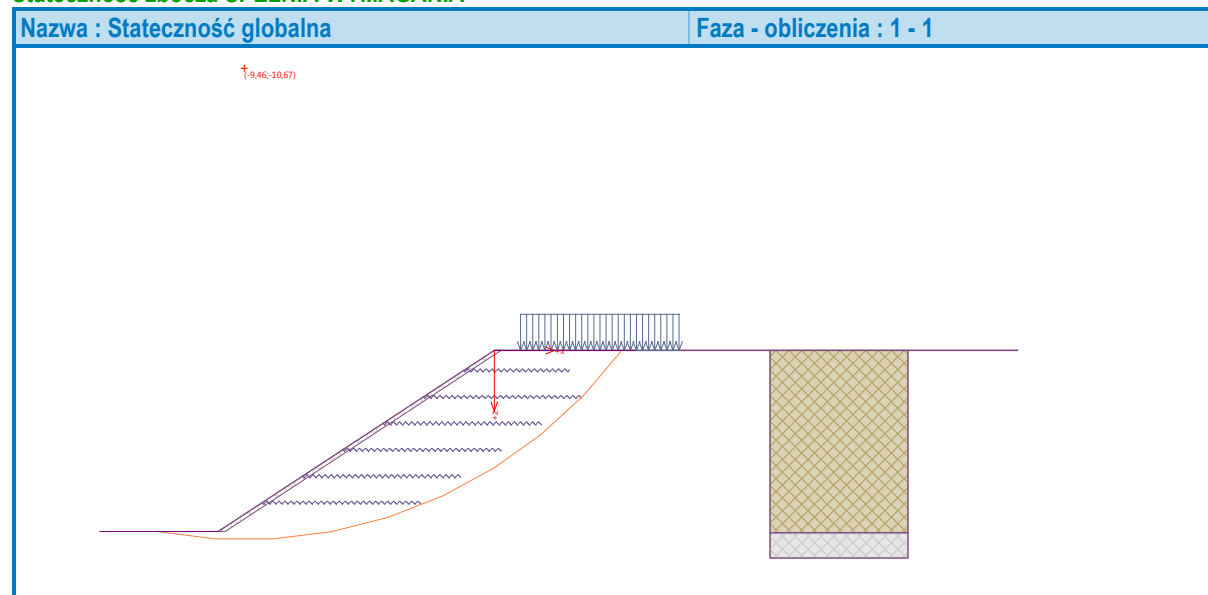 Nazwa : Stateczność globalna
Faza - obliczenia : 1 - 1
(-9,46;-10,67)
+x
+z